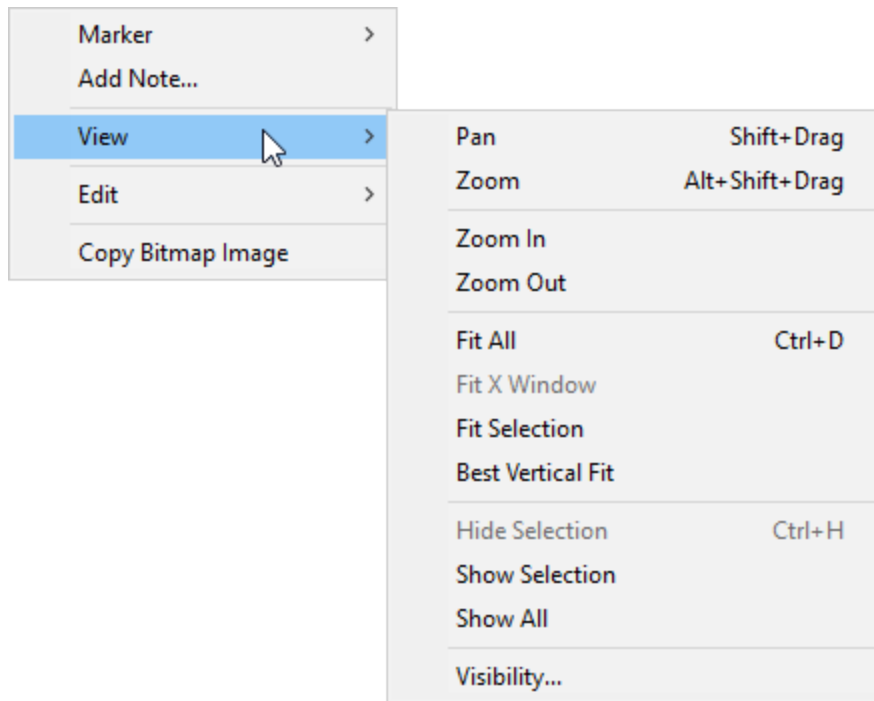 Marker >
Add Note...
View >
Edit >
Copy Bitmap Image
Pan Shift+Drag
Zoom Alt+Shift+Drag
Zoom In
Zoom Out
Fit All Ctrl+D
Fit X Window
Fit Selection
Best Vertical Fit
Hide Selection Ctrl+H
Show Selection
Show All
Visibility...